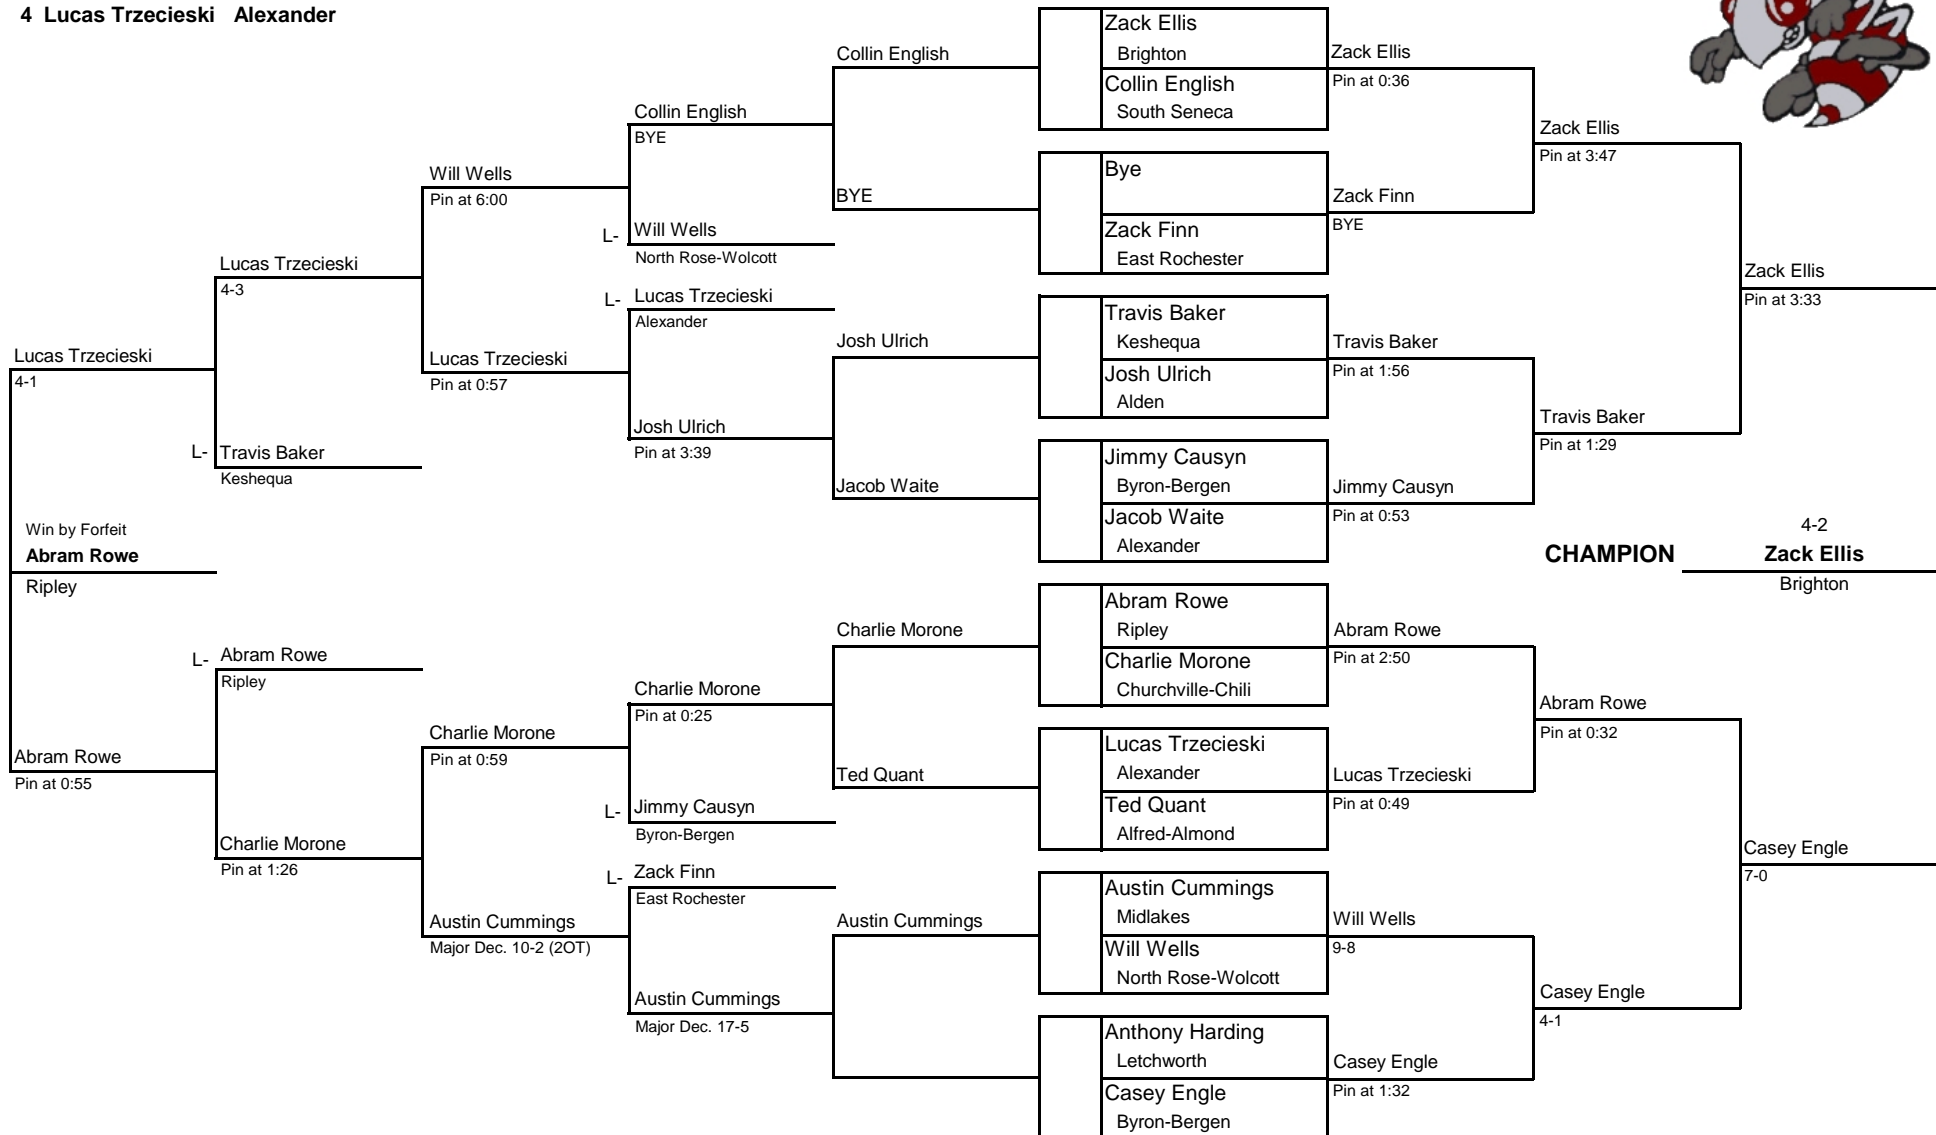 4 Lucas Trzecieski Alexander
Lucas Trzecieski
4-1
Win by Forfeit
Abram Rowe
Ripley
Abram Rowe
Pin at 0:55
Lucas Trzecieski
4-3
L- Travis Baker
Keshequa
L- Abram Rowe
Ripley
Charlie Morone
Pin at 1:26
Will Wells
Pin at 6:00
Lucas Trzecieski
Pin at 0:57
Charlie Morone
Pin at 0:59
Austin Cummings
Major Dec. 10-2 (2OT)
Collin English
BYE
L- Will Wells
North Rose-Wolcott
L- Lucas Trzecieski
Alexander
Josh Ulrich
Pin at 3:39
Charlie Morone
Pin at 0:25
L- Jimmy Causyn
Byron-Bergen
L- Zack Finn
East Rochester
Austin Cummings
Major Dec. 17-5
Collin English
BYE
Josh Ulrich
Jacob Waite
Charlie Morone
Ted Quant
Austin Cummings
Zack Ellis
Brighton
Collin English
South Seneca
Bye
Zack Finn
East Rochester
Travis Baker
Keshequa
Josh Ulrich
Alden
Jimmy Causyn
Byron-Bergen
Jacob Waite
Alexander
Abram Rowe
Ripley
Charlie Morone
Churchville-Chili
Lucas Trzecieski
Alexander
Ted Quant
Alfred-Almond
Austin Cummings
Midlakes
Will Wells
North Rose-Wolcott
Anthony Harding
Letchworth
Casey Engle
Byron-Bergen
Zack Ellis
Pin at 0:36
Zack Finn
BYE
Travis Baker
Pin at 1:56
Jimmy Causyn
Pin at 0:53
Abram Rowe
Pin at 2:50
Lucas Trzecieski
Pin at 0:49
Will Wells
9-8
Casey Engle
Pin at 1:32
Zack Ellis
Pin at 3:47
Travis Baker
Pin at 1:29
Abram Rowe
Pin at 0:32
Casey Engle
4-1
Zack Ellis
Pin at 3:33
4-2
CHAMPION Zack Ellis
Brighton
Casey Engle
7-0